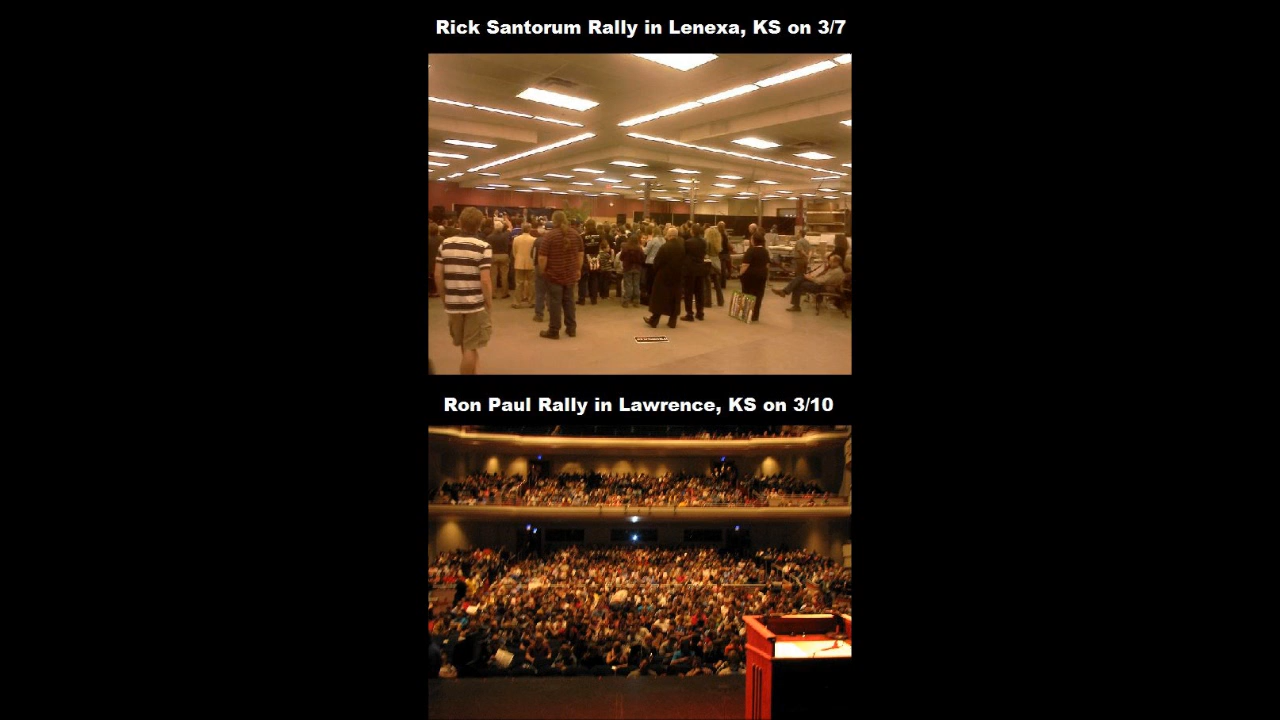 Rick Santorum Rally in Lenexa, KS on 3/7
Ron Paul Rally in Lawrence, KS on 3/10